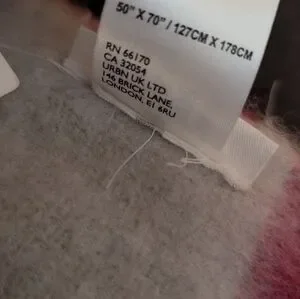 50" X 70" / 127CM X 178CM
RN 66170
CA 32054
URBN UK LTD
146 BRICK LANE,
LONDON, E1 6RU